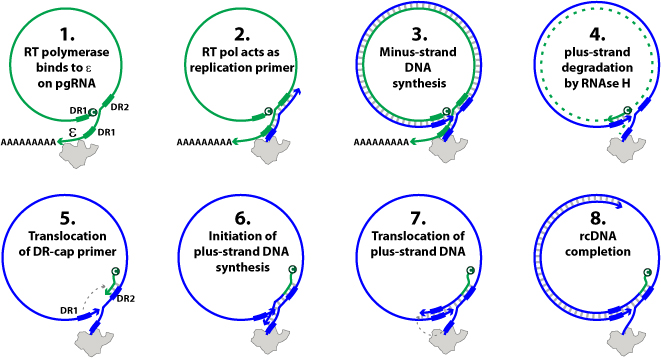 1.
RT polymerase
binds to ε
on pgRNA
DR1
C
DR2
ε
DR1
AAAAAAAAA
2.
RT pol acts as
replication primer
C
AAAAAAAAA
3.
Minus-strand
DNA
synthesis
C
AAAAAAAAA
4.
plus-strand
degradation
by RNAse H
C
5.
Translocation
of DR-cap primer
C
DR1
DR2
6.
Initiation of
plus-strand DNA
synthesis
C
7.
Translocation of
plus-strand DNA
C
8.
rcDNA
completion
C